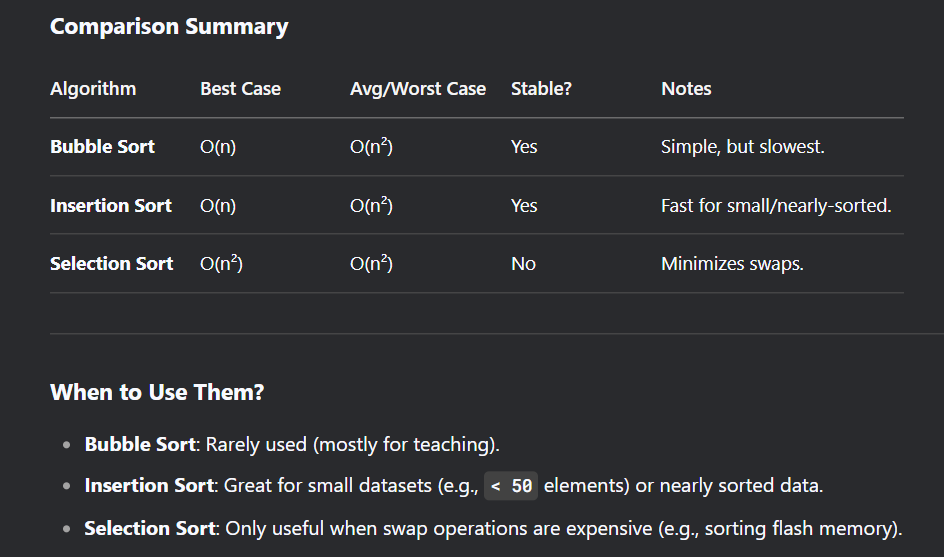 Comparison Summary
Algorithm Best Case Avg/Worst Case Stable? Notes
Bubble Sort O(n) O(n²) Yes Simple, but slowest.
Insertion Sort O(n) O(n²) Yes Fast for small/nearly-sorted.
Selection Sort O(n²) O(n²) No Minimizes swaps.
When to Use Them?
• Bubble Sort: Rarely used (mostly for teaching).
• Insertion Sort: Great for small datasets (e.g., < 50 elements) or nearly sorted data.
• Selection Sort: Only useful when swap operations are expensive (e.g., sorting flash memory).